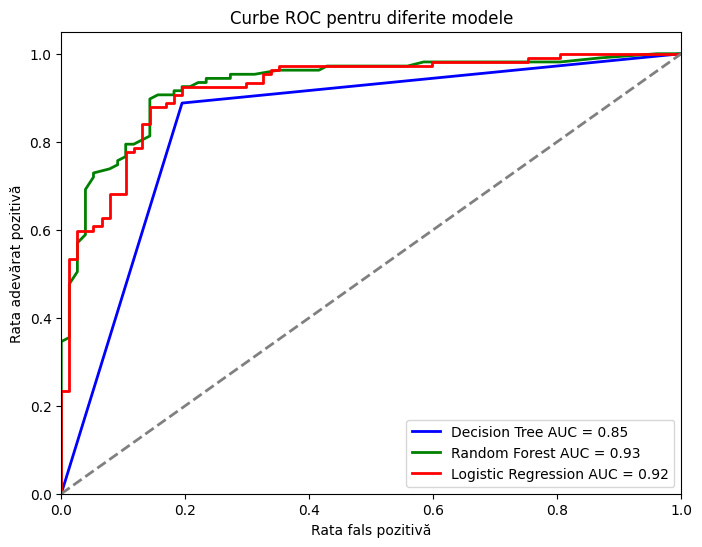 Curbe ROC pentru diferite modele
Rata adevărat pozitivă
1.0
0.8
0.6
0.4
0.2
0.0
Decision Tree AUC = 0.85
Random Forest AUC = 0.93
Logistic Regression AUC = 0.92
0.0 0.2 0.4 0.6 0.8 1.0
Rata fals pozitivă